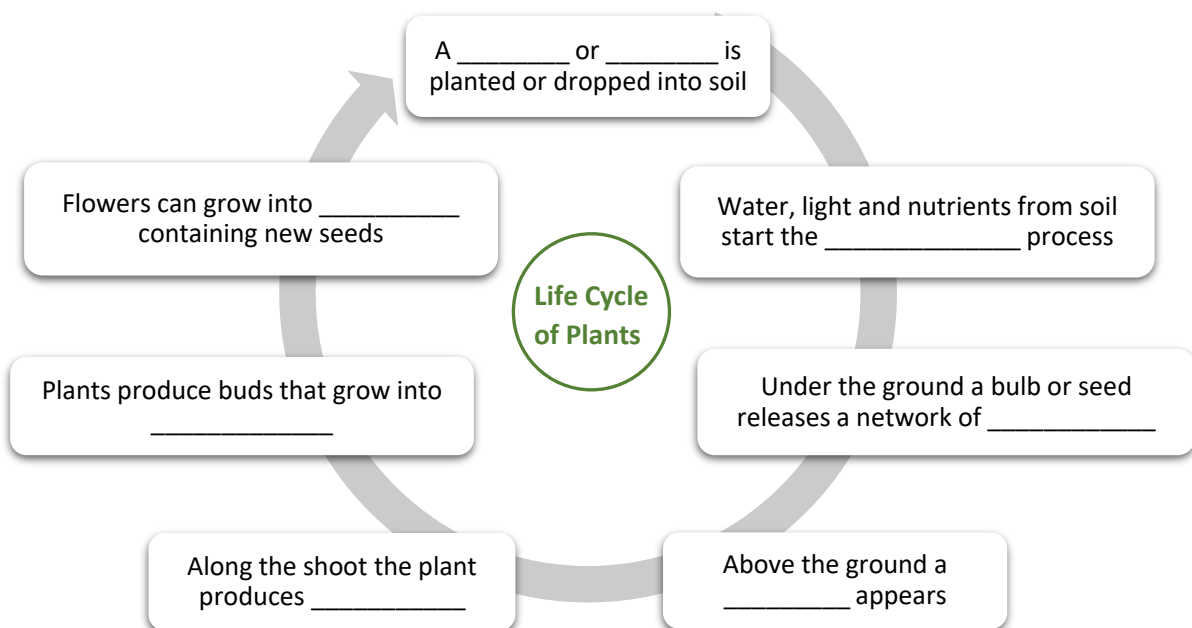 A ________ or ________ is
planted or dropped into soil
Water, light and nutrients from soil
start the ______________ process
Under the ground a bulb or seed
releases a network of ____________
Above the ground a
_________ appears
Along the shoot the plant
produces ___________
Plants produce buds that grow into
_____________
Flowers can grow into __________
containing new seeds
Life Cycle
of Plants